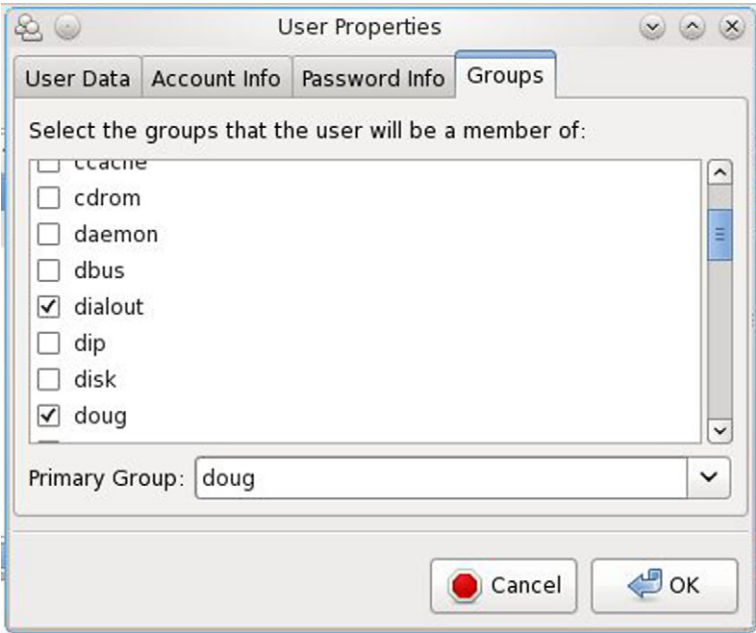 User Properties
User Data Account Info Password Info Groups
Select the groups that the user will be a member of:
ccache
cdrom
daemon
dbus
dialout
dip
disk
doug
Primary Group: doug
Cancel OK